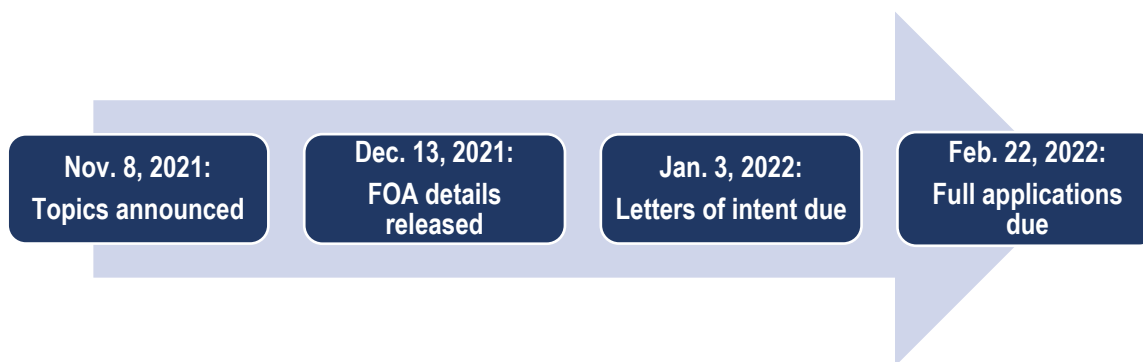 Nov. 8, 2021:
Topics announced
Dec. 13, 2021:
FOA details
released
Jan. 3, 2022:
Letters of intent due
Feb. 22, 2022:
Full applications
due